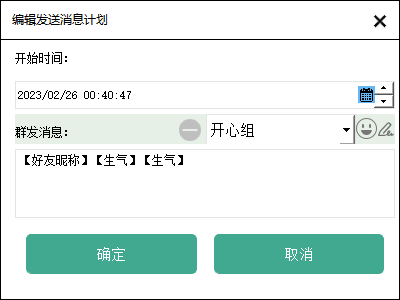 编辑发送消息计划
开始时间：
2023/02/26 00:40:47
群发消息：
开心组
【好友昵称】【生气】【生气】
确定
取消